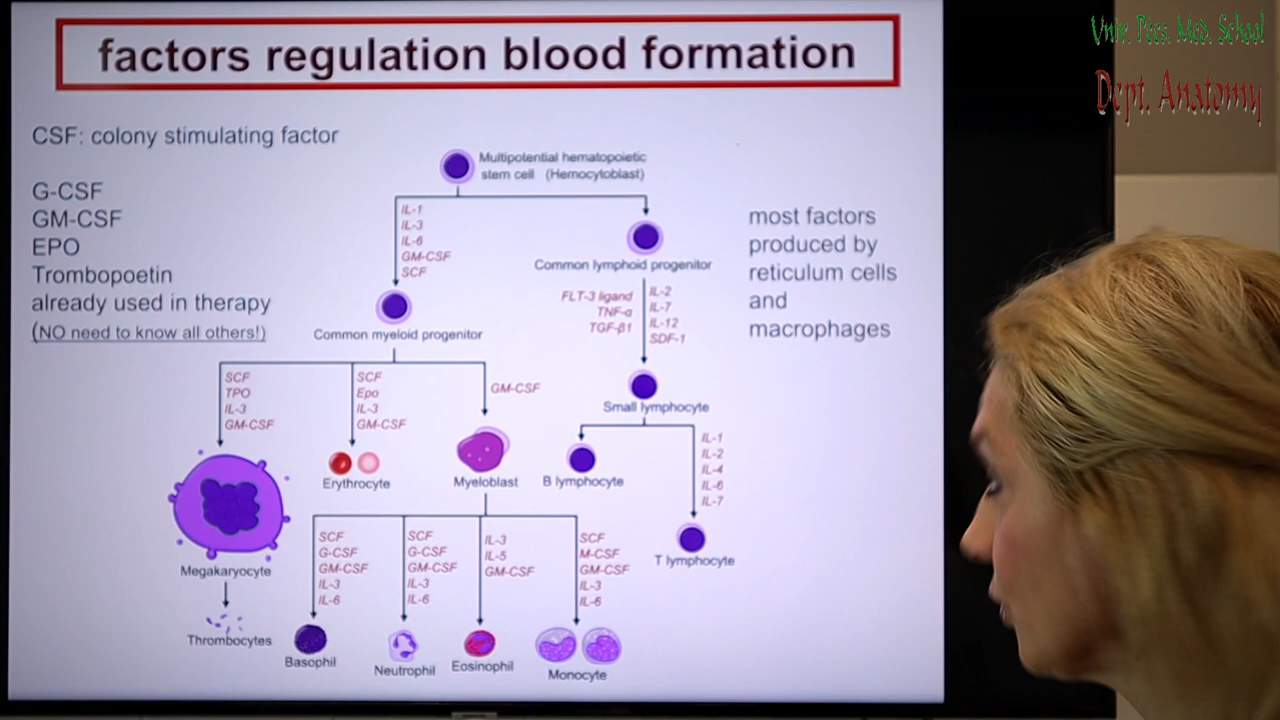 factors regulation blood formation
CSF: colony stimulating factor
G-CSF
GM-CSF
EPO
Trombopoetin
already used in therapy
(NO need to know all others!)
Multipotential hematopoietic
stem cell (Hemocytoblast)
IL-1
IL-3
IL-6
GM-CSF
SCF
Common myeloid progenitor
Common lymphoid progenitor
FLT-3 ligand
TNF-α
TGF-β1
IL-2
IL-7
IL-12
SDF-1
Small lymphocyte
most factors
produced by
reticulum cells
and
macrophages
SCF
TPO
IL-3
GM-CSF
SCF
Epo
IL-3
GM-CSF
GM-CSF
Megakaryocyte
Thrombocytes
Erythrocyte
Myeloblast
B lymphocyte
IL-1
IL-2
IL-4
IL-6
IL-7
T lymphocyte
SCF
G-CSF
GM-CSF
IL-3
IL-6
SCF
G-CSF
GM-CSF
IL-3
IL-6
IL-3
IL-5
GM-CSF
SCF
M-CSF
GM-CSF
IL-3
IL-6
Basophil
Neutrophil
Eosinophil
Monocyte
Univ. Pécs. Med. School
Dept. Anatomy